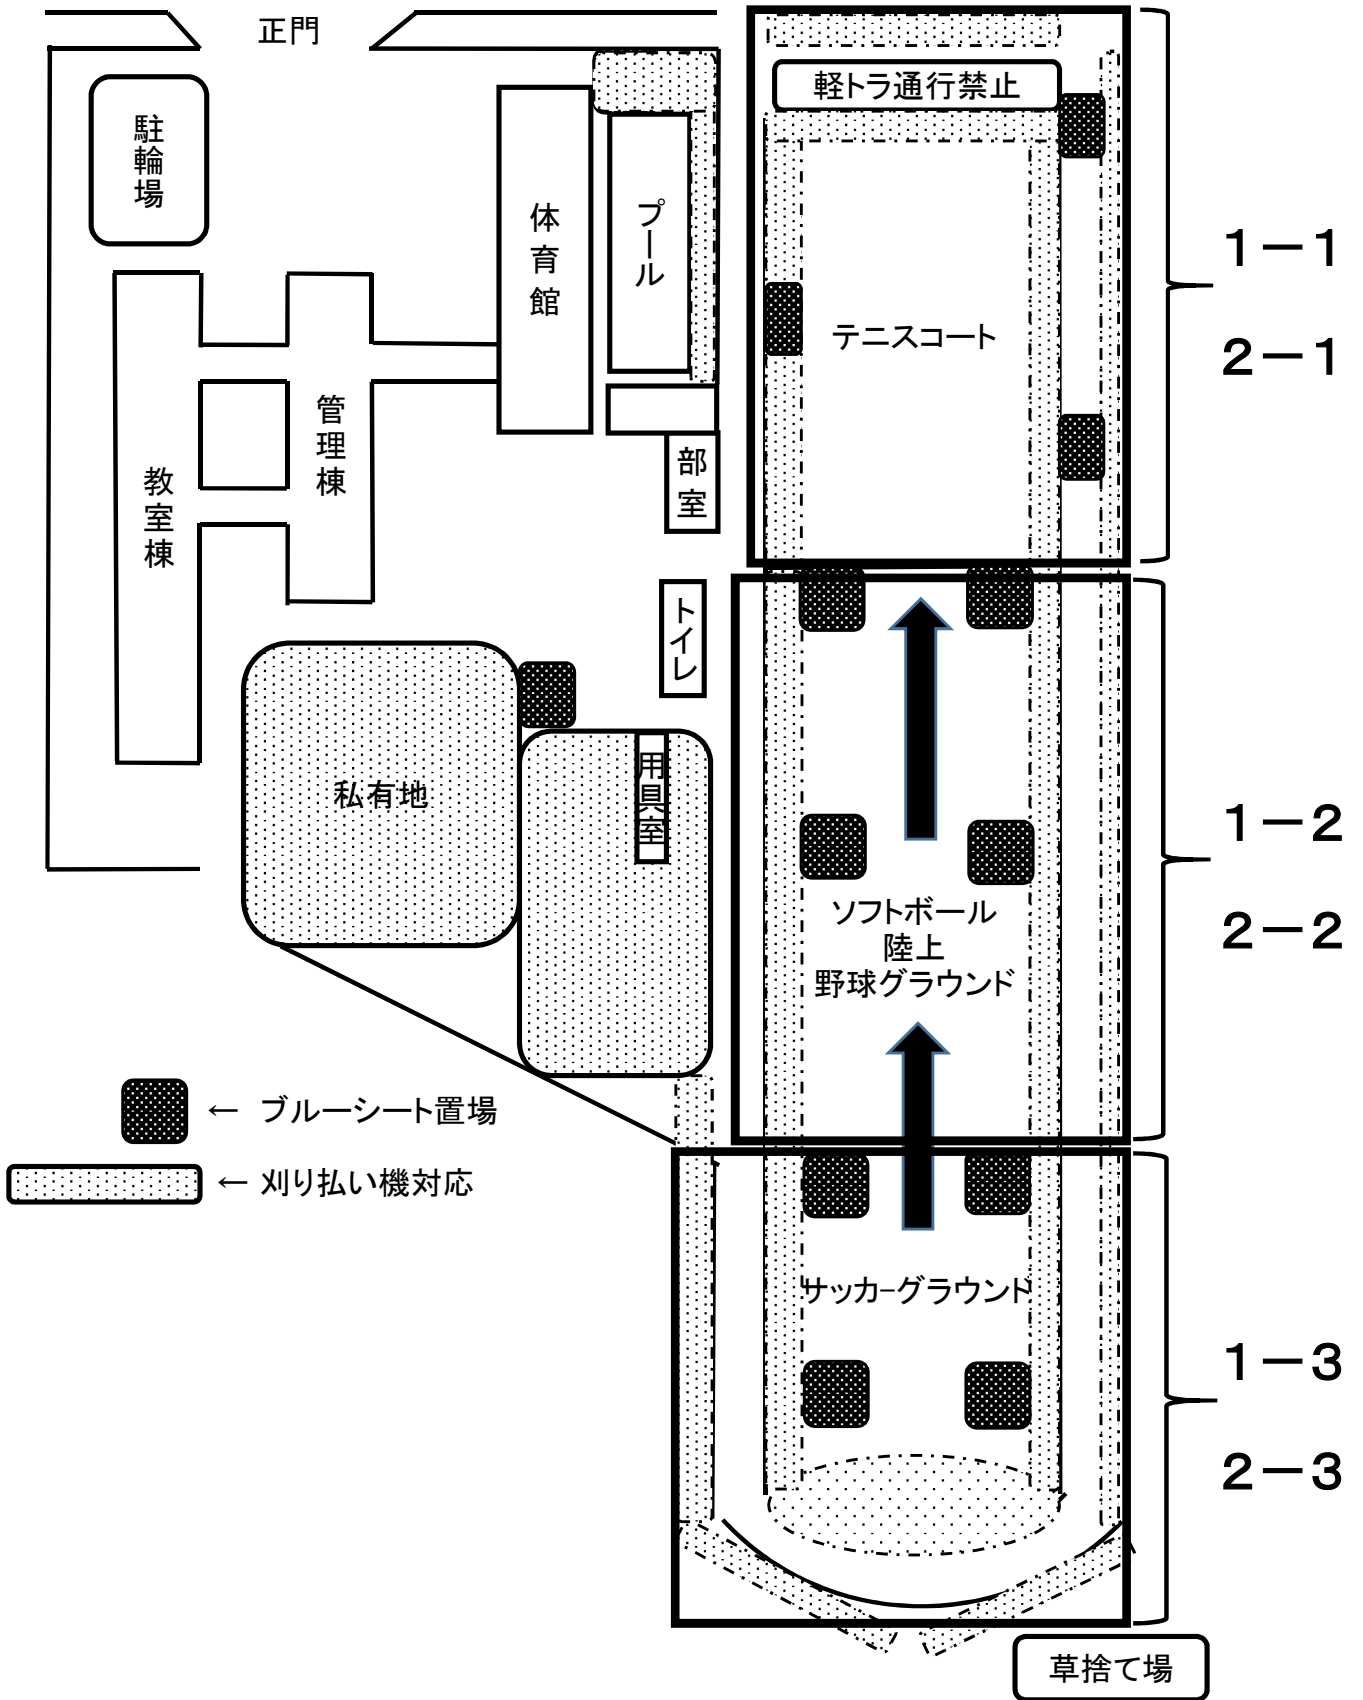 正門
軽トラ通行禁止
駐輪場
体育館
プール
1－1
テニスコート
2－1
管理棟
部室
教室棟
トイレ
用具室
私有地
1－2
ソフトボール
陸上
野球グラウンド
2－2
← ブルーシート置場
← 刈り払い機対応
サッカーグラウンド
1－3
2－3
草捨て場